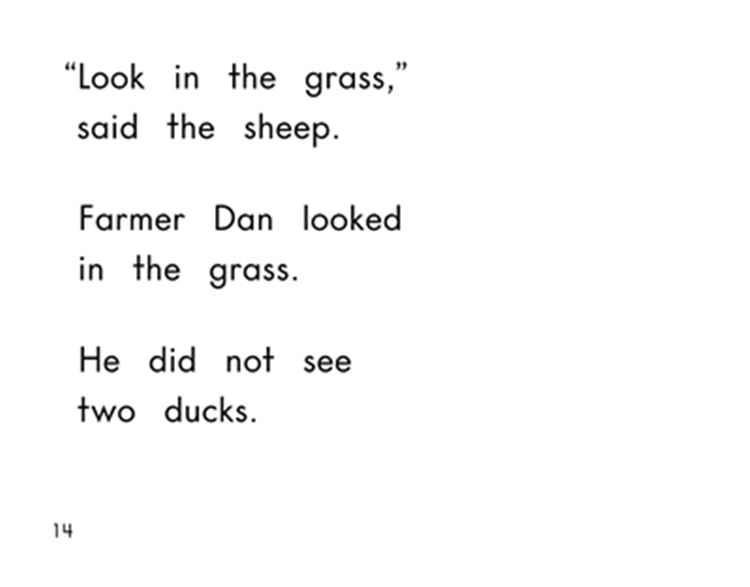 “Look in the grass,”
said the sheep.
Farmer Dan looked
in the grass.
He did not see
two ducks.
14